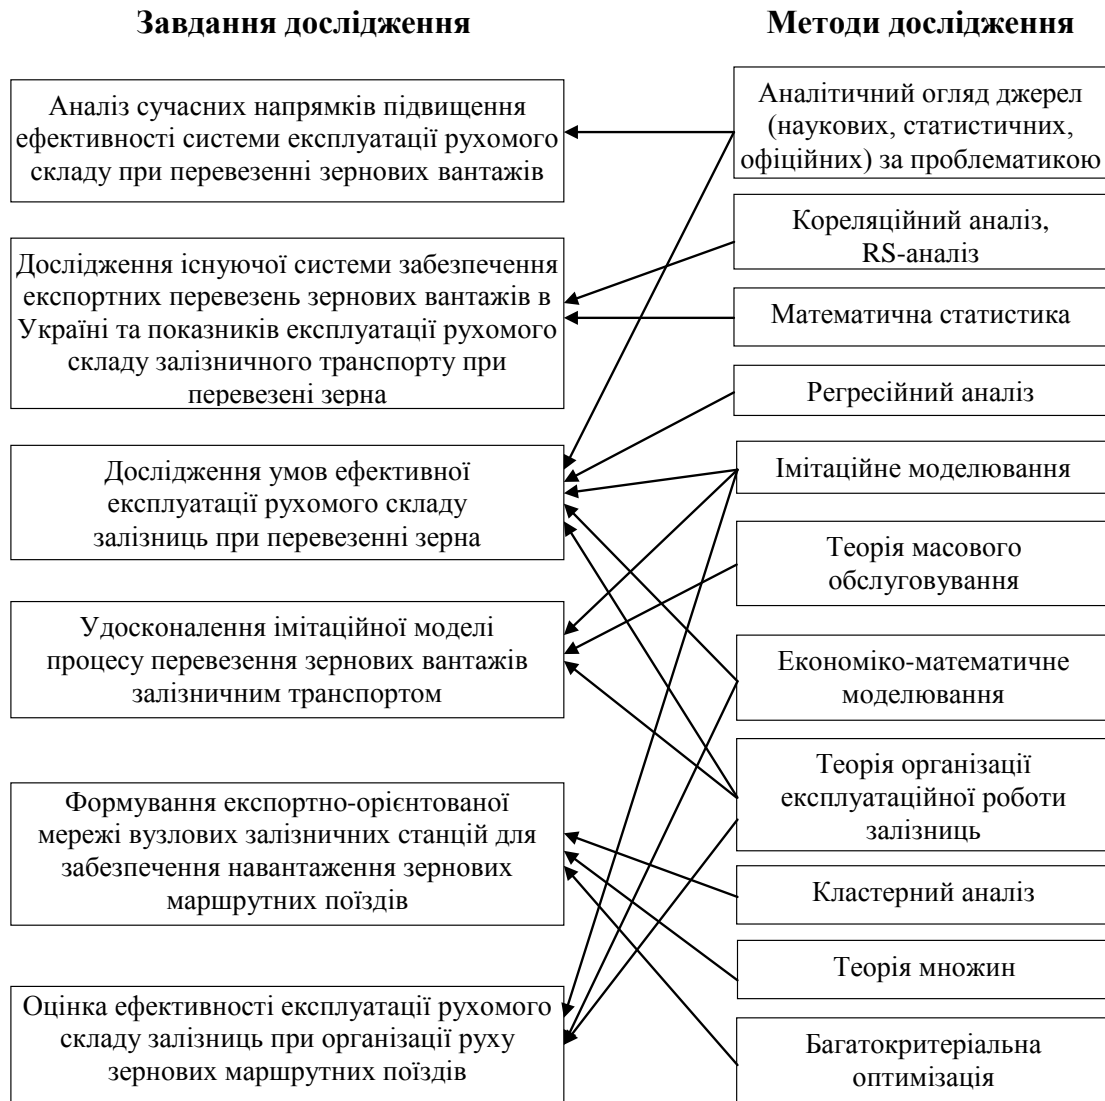 Завдання дослідження
Аналіз сучасних напрямків підвищення
ефективності системи експлуатації рухомого
складу при перевезенні зернових вантажів
Дослідження існуючої системи забезпечення
експортних перевезень зернових вантажів в
Україні та показників експлуатації рухомого
складу залізничного транспорту при
перевезені зерна
Дослідження умов ефективної
експлуатації рухомого складу
залізниць при перевезенні зерна
Удосконалення імітаційної моделі
процесу перевезення зернових вантажів
залізничним транспортом
Формування експортно-орієнтованої
мережі вузлових залізничних станцій для
забезпечення навантаження зернових
маршрутних поїздів
Оцінка ефективності експлуатації рухомого
складу залізниць при організації руху
зернових маршрутних поїздів
Методи дослідження
Аналітичний огляд джерел
(наукових, статистичних,
офіційних) за проблематикою
Кореляційний аналіз,
RS-аналіз
Математична статистика
Регресійний аналіз
Імітаційне моделювання
Теорія масового
обслуговування
Економіко-математичне
моделювання
Теорія організації
експлуатаційної роботи
залізниць
Кластерний аналіз
Теорія множин
Багатокритеріальна
оптимізація